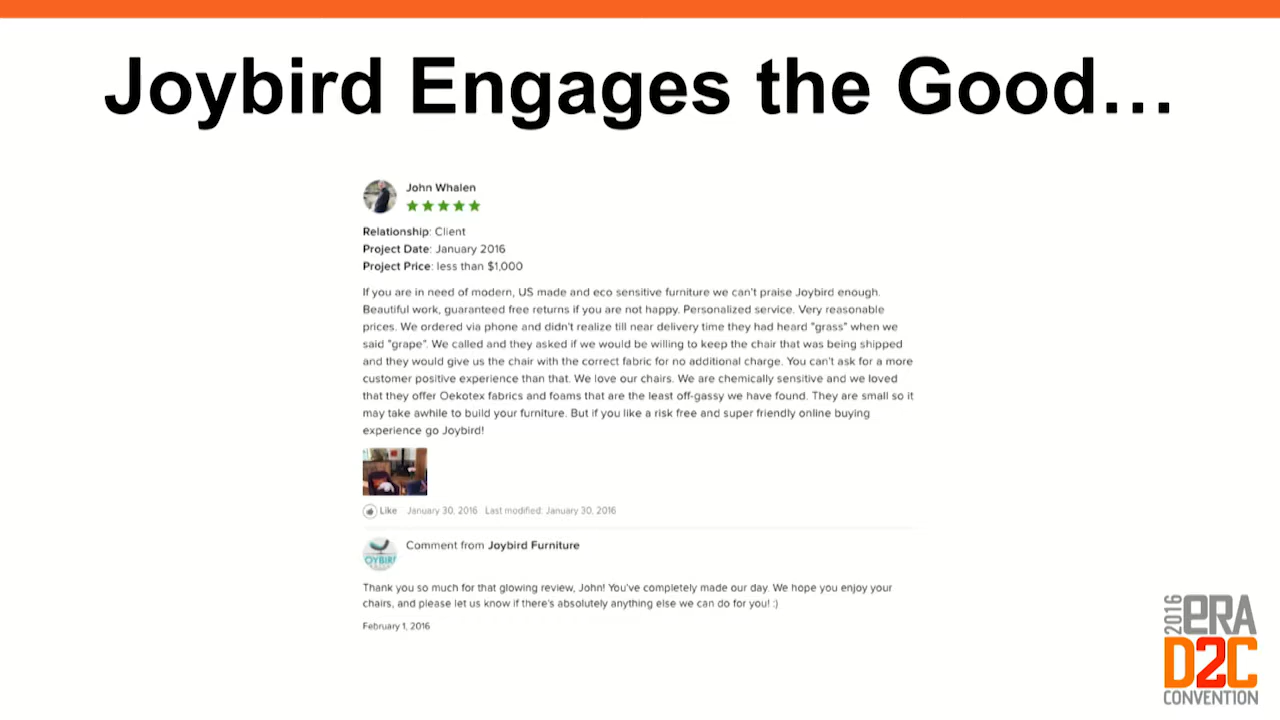 Joybird Engages the Good...
John Whalen
Relationship: Client
Project Date: January 2016
Project Price: less than $1,000
If you are in need of modern, US made and eco sensitive furniture we can't praise Joybird enough.
Beautiful work, guaranteed free returns if you are not happy. Personalized service. Very reasonable
prices. We ordered via phone and didn't realize till near delivery time they had heard "grass" when we
said "grape". We called and they asked if we would be willing to keep the chair that was being shipped
and they would give us the chair with the correct fabric for no additional charge. You can't ask for a more
customer positive experience than that. We love our chairs. We are chemically sensitive and we loved
that they offer Oekotex fabrics and foams that are the least off-gassy we have found. They are small so it
may take awhile to build your furniture. But if you like a risk free and super friendly online buying
experience go Joybird!
Like January 30, 2016 Last modified: January 30, 2016
Comment from Joybird Furniture
OYBIR
Thank you so much for that glowing review, John! You've completely made our day. We hope you enjoy your
chairs, and please let us know if there's absolutely anything else we can do for you! :)
February 1, 2016
2016 ERA
D2C
CONVENTION